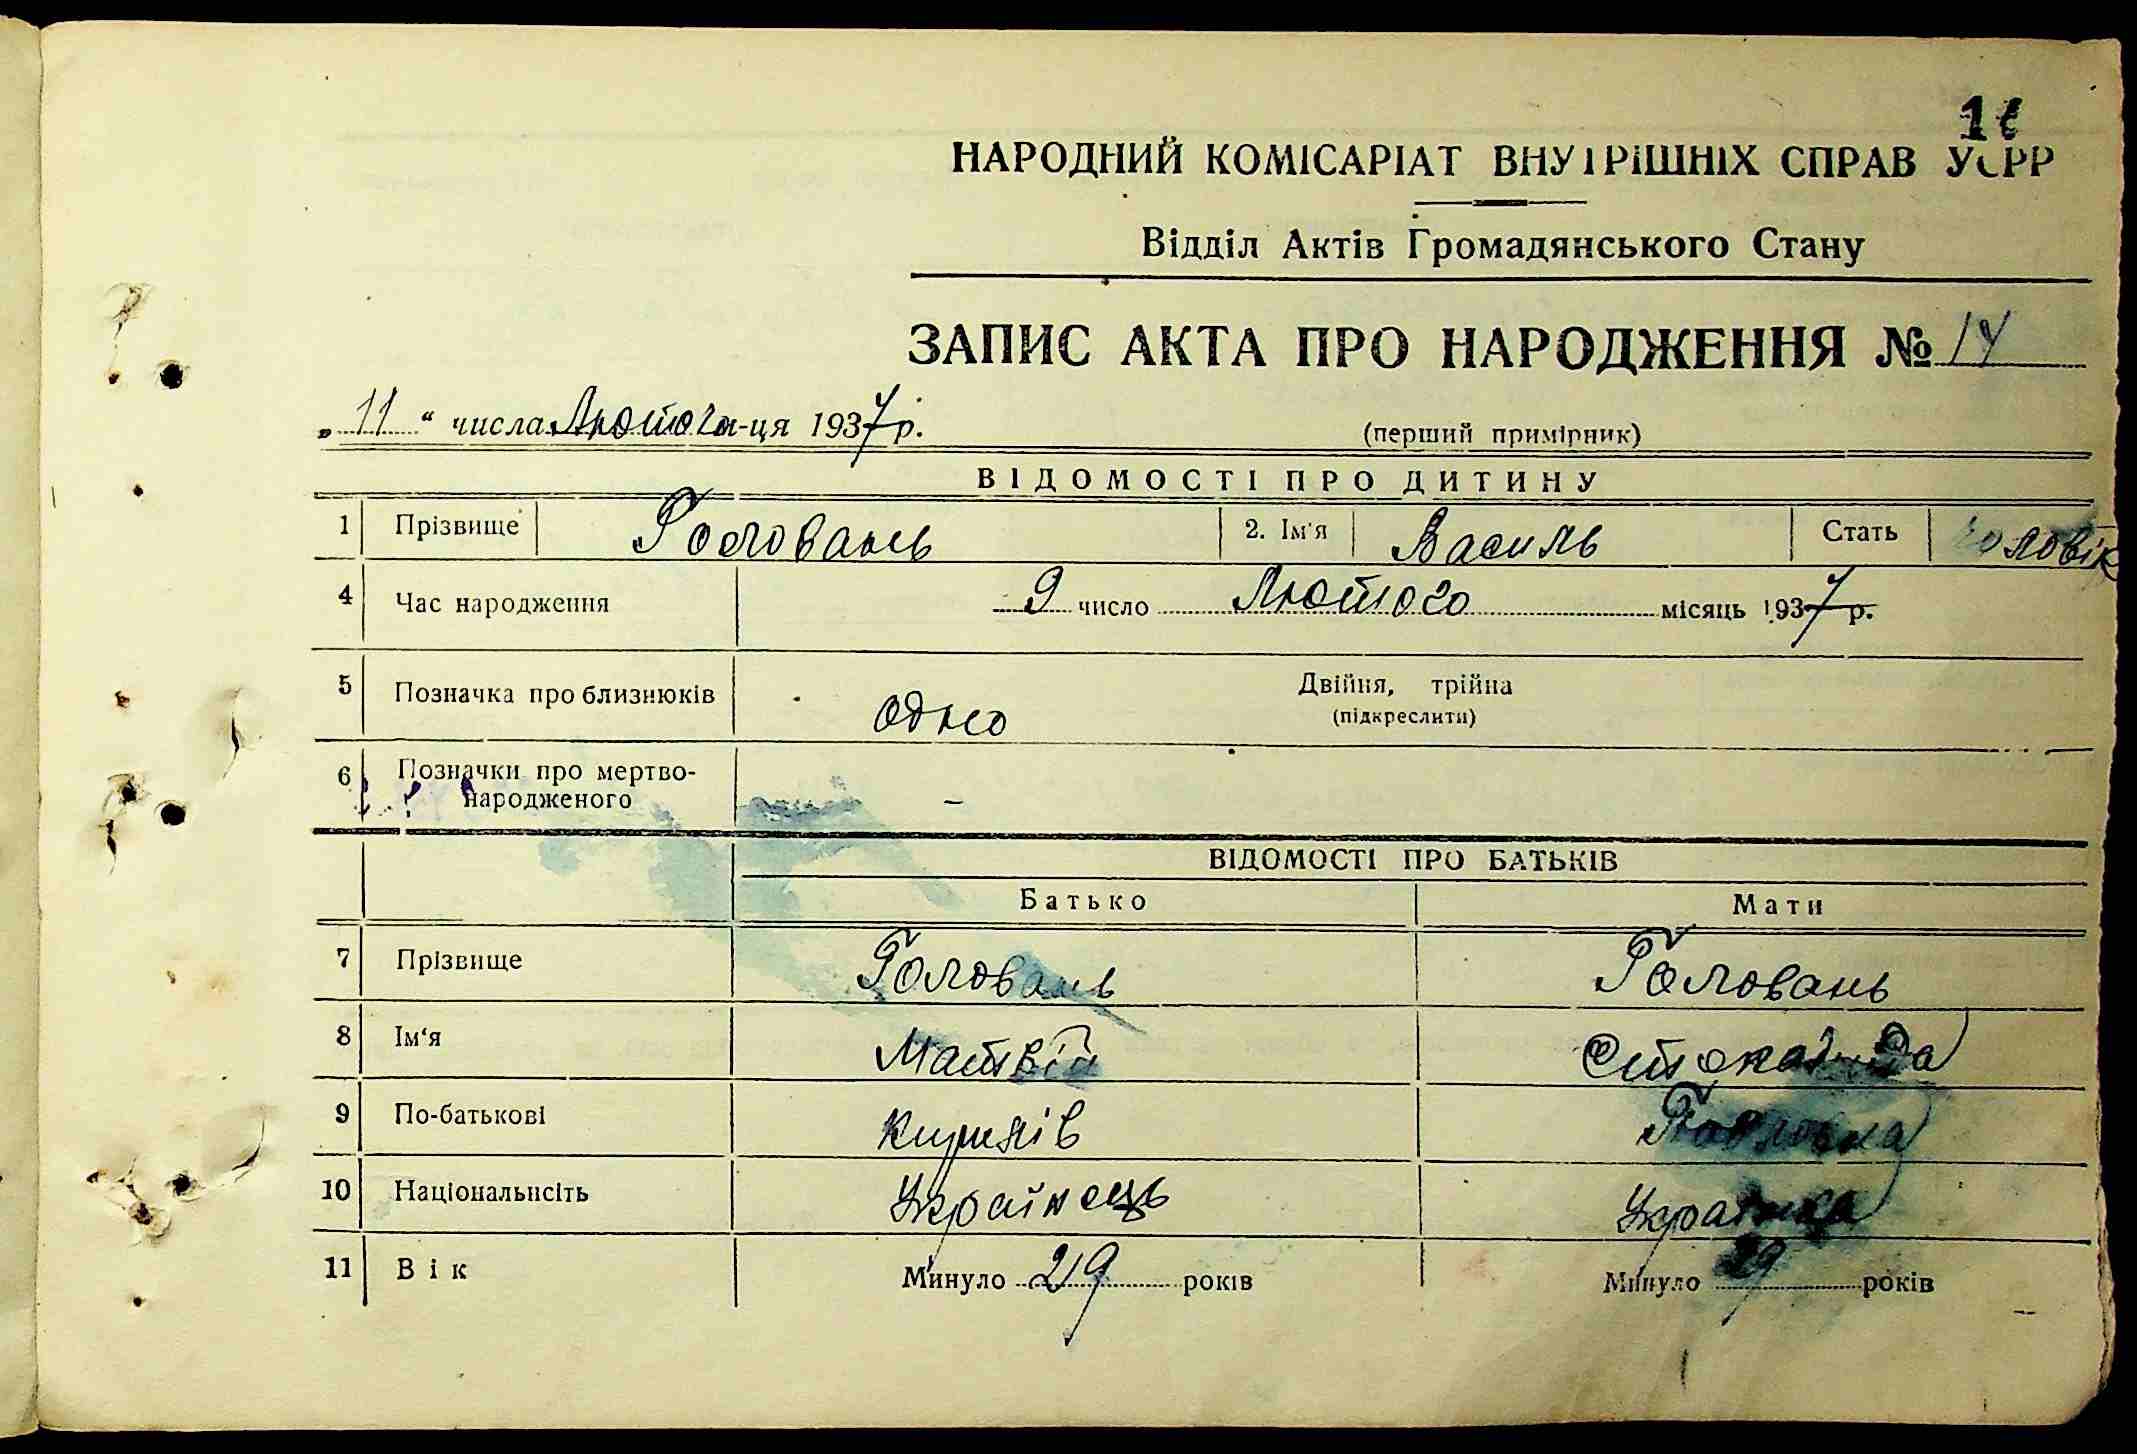 НАРОДНИЙ КОМІСАРІАТ ВНУТРІШНІХ СПРАВ УСРР
Відділ Актів Громадянського Стану
ЗАПИС АКТА ПРО НАРОДЖЕННЯ № 14
„ 11 “ числа Лютого м-ця 1937 р.
(перший примірник)
ВІДОМОСТІ ПРО ДИТИНУ
1 Прізвище Головань 2. Ім'я Василь Стать чоловік
4 Час народження 9 число Лютого місяць 1937 р.
5 Позначка про близнюків одно Двійня, трійна
(підкреслити)
6 Позначки про мертво-
народженого –
ВІДОМОСТІ ПРО БАТЬКІВ
Батько Мати
7 Прізвище Головань Головань
8 Ім'я Матвій
9 По-батькові Павловна
10 Національність Українець Українка
11 Вік Минуло 29 років Минуло 29 років